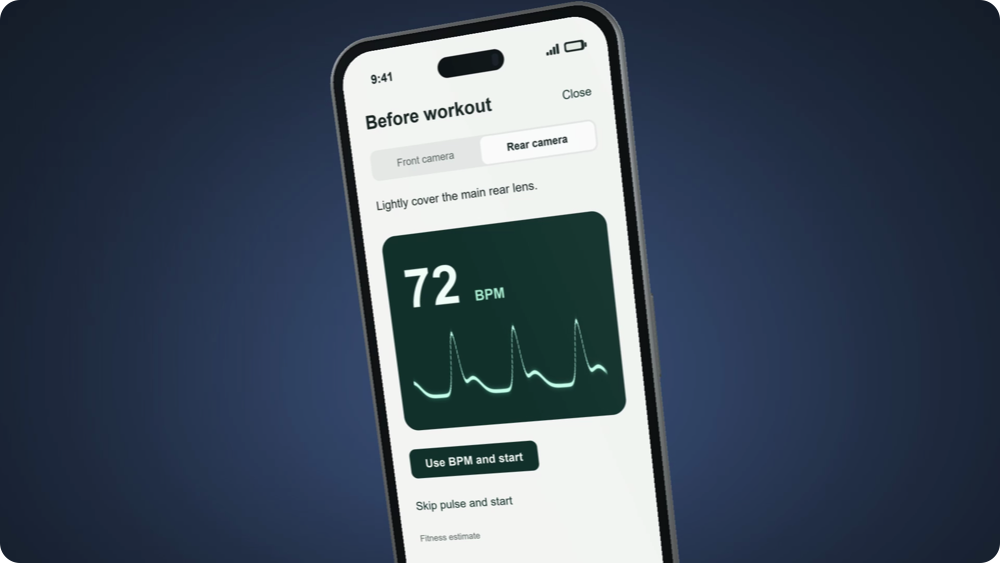 9:41
Before workout
Close
Front camera
Rear camera
Lightly cover the main rear lens.
72 BPM
Use BPM and start
Skip pulse and start
Fitness estimate